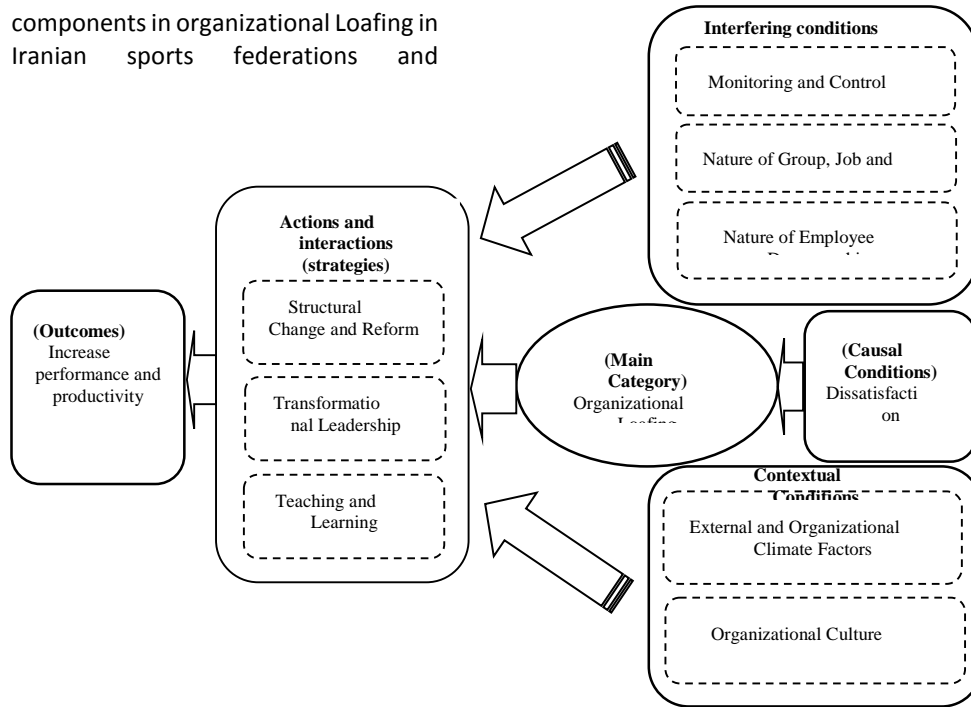 components in organizational Loafing in
Iranian sports federations and
Interfering conditions
Monitoring and Control
Nature of Group, Job and
Nature of Employee
Actions and
interactions
(strategies)
Structural
Change and Reform
Transformatio
nal Leadership
Teaching and
Learning
(Outcomes)
Increase
performance and
productivity
(Main
Category)
Organizational
Loafing
(Causal
Conditions)
Dissatisfacti
on
Contextual
Conditions
External and Organizational
Climate Factors
Organizational Culture